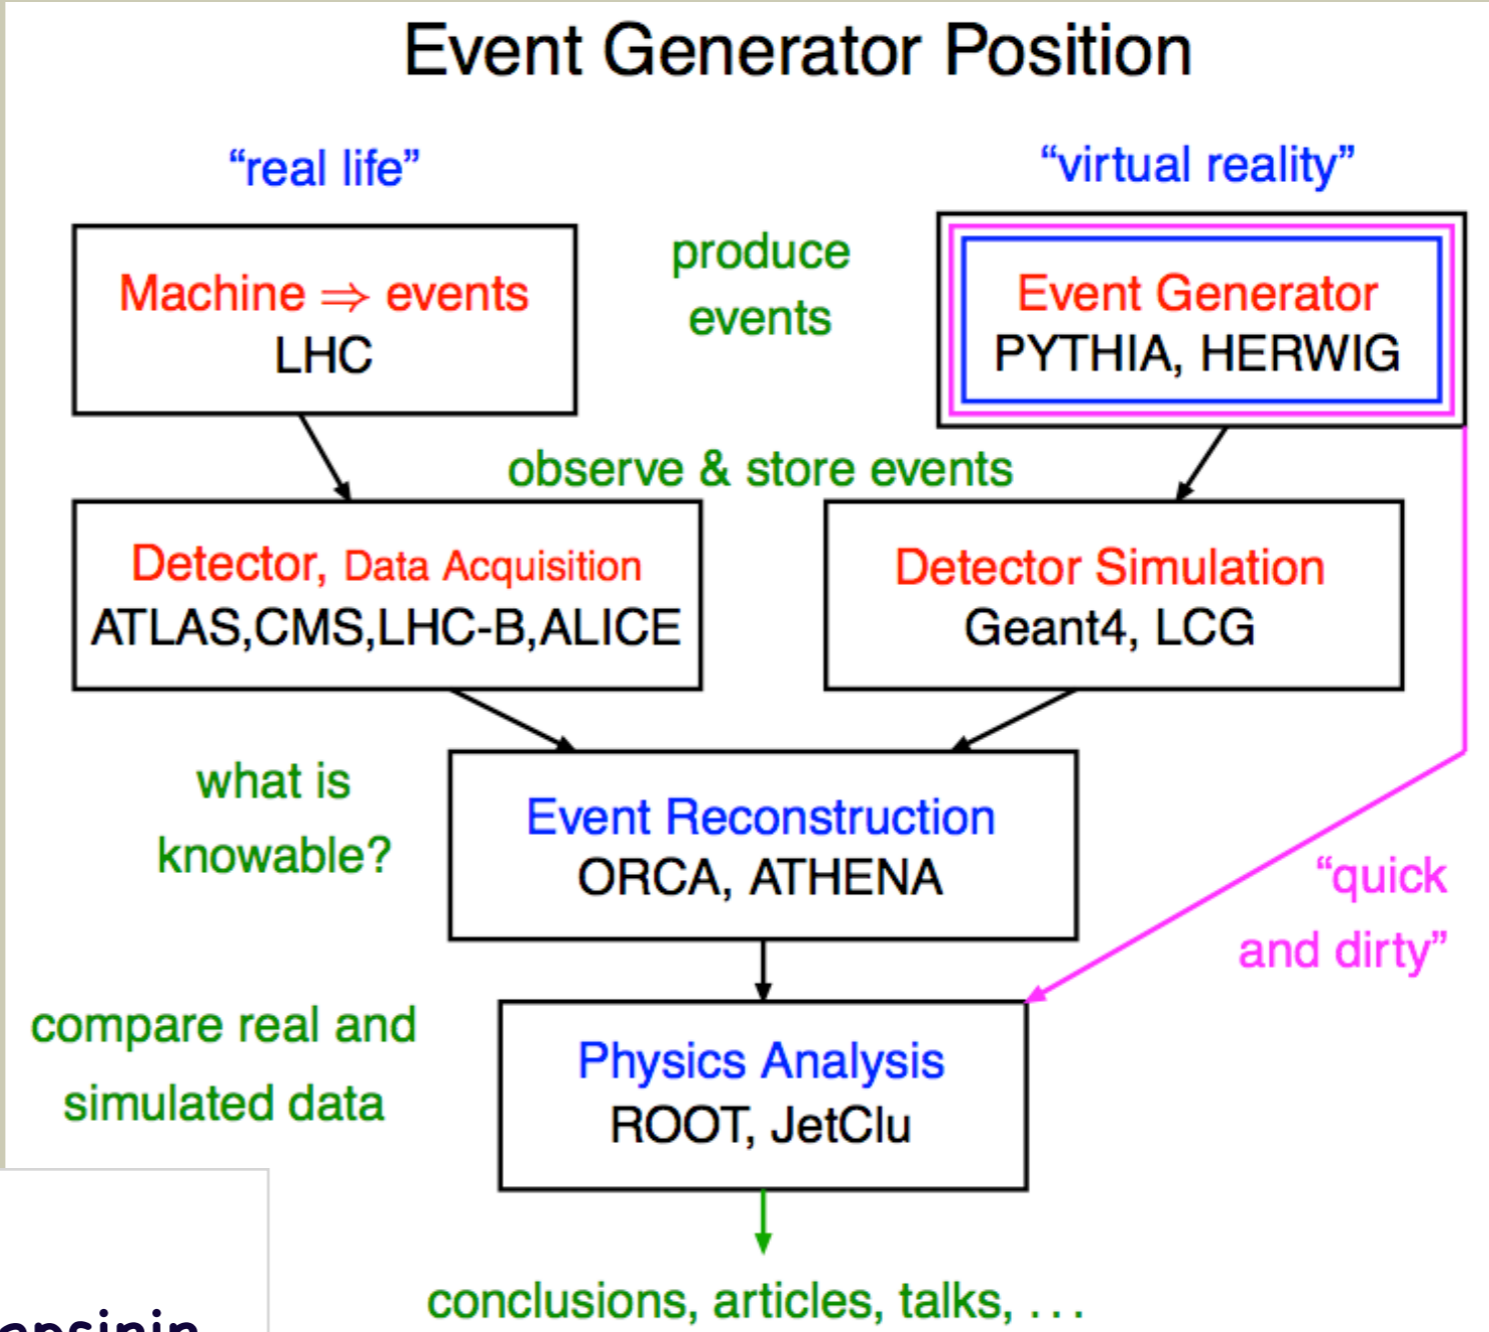 Event Generator Position
“real life”
“virtual reality”
Machine ⇒ events
LHC
produce
events
Event Generator
PYTHIA, HERWIG
observe & store events
Detector, Data Acquisition
ATLAS,CMS,LHC-B,ALICE
Detector Simulation
Geant4, LCG
what is
knowable?
Event Reconstruction
ORCA, ATHENA
“quick
and dirty”
compare real and
simulated data
Physics Analysis
ROOT, JetClu
conclusions, articles, talks, ...